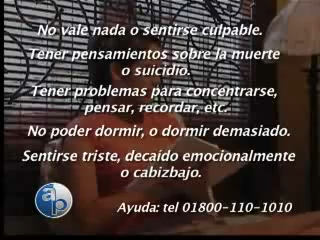 No vale nada o sentirse culpable.
Tener pensamientos sobre la muerte
o suicidio.
Tener problemas para concentrarse,
pensar, recordar, etc.
No poder dormir, o dormir demasiado.
Sentirse triste, decaído emocionalmente
o cabizbajo.
ap
Ayuda: tel 01800-110-1010